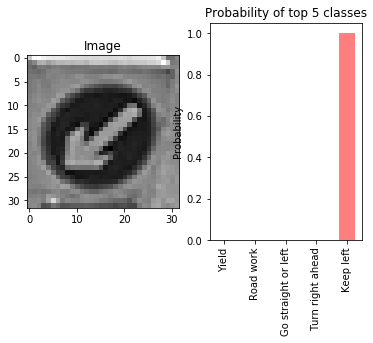 Image
0
5
10
15
20
25
30
0
10
20
30
Probability of top 5 classes
Probability
1.0
0.8
0.6
0.4
0.2
0.0
Yield
Road work
Go straight or left
Turn right ahead
Keep left